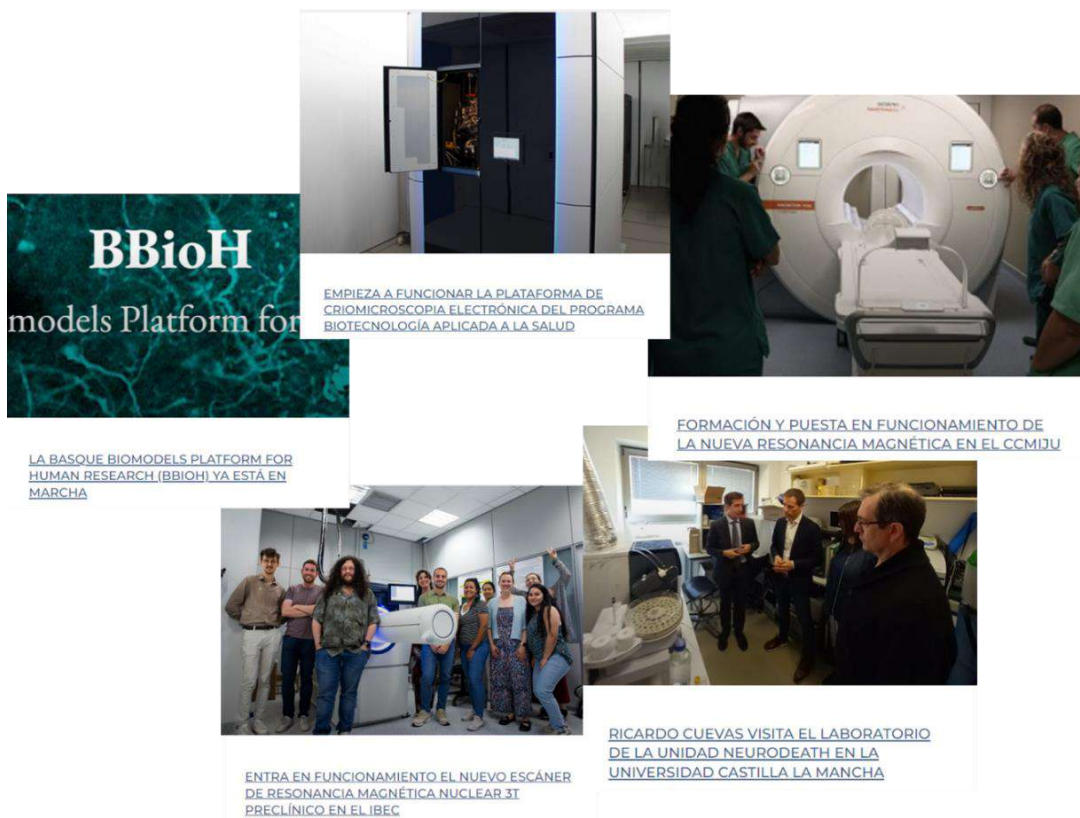 EMPIEZA A FUNCIONAR LA PLATAFORMA DE
CRIOMICROSCOPIA ELECTRÓNICA DEL PROGRAMA
BIOTECNOLOGÍA APLICADA A LA SALUD
BBioH
models Platform for
LA BASQUE BIOMODELS PLATFORM FOR
HUMAN RESEARCH (BBIOH) YA ESTÁ EN
MARCHA
FORMACIÓN Y PUESTA EN FUNCIONAMIENTO DE
LA NUEVA RESONANCIA MAGNÉTICA EN EL CCMIJU
ENTRA EN FUNCIONAMIENTO EL NUEVO ESCÁNER
DE RESONANCIA MAGNÉTICA NUCLEAR 3T
PRECLÍNICO EN EL IBEC
RICARDO CUEVAS VISITA EL LABORATORIO
DE LA UNIDAD NEURODEATH EN LA
UNIVERSIDAD CASTILLA LA MANCHA